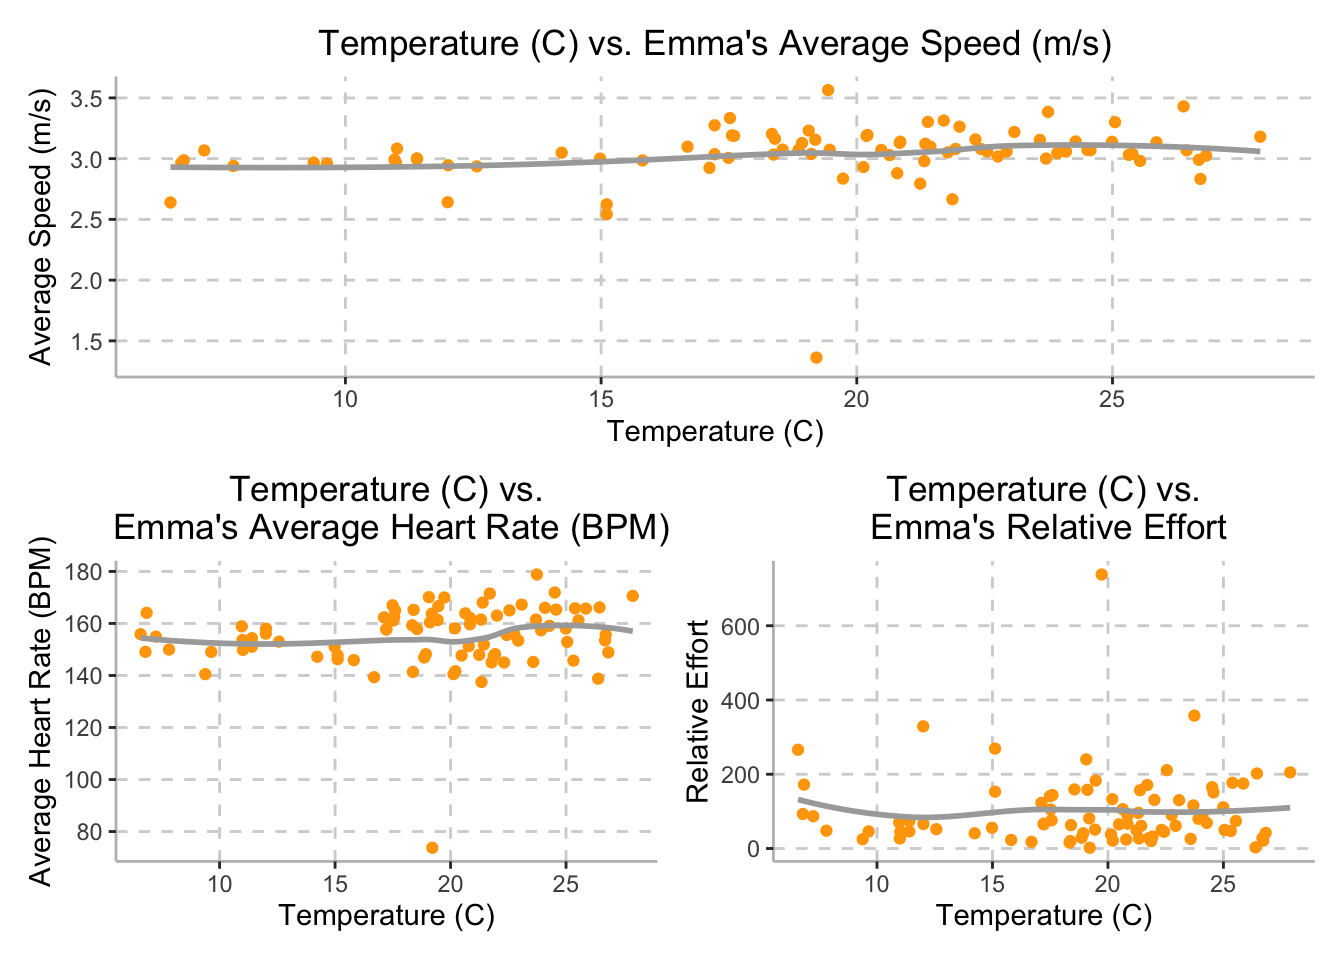 Temperature (C) vs. Emma's Average Speed (m/s)
Average Speed (m/s)
3.5
3.0
2.5
2.0
1.5
10 15 20 25
Temperature (C)
Temperature (C) vs.
Emma's Average Heart Rate (BPM)
Average Heart Rate (BPM)
180
160
140
120
100
80
10 15 20 25
Temperature (C)
Temperature (C) vs.
Emma's Relative Effort
Relative Effort
600
400
200
0
10 15 20 25
Temperature (C)